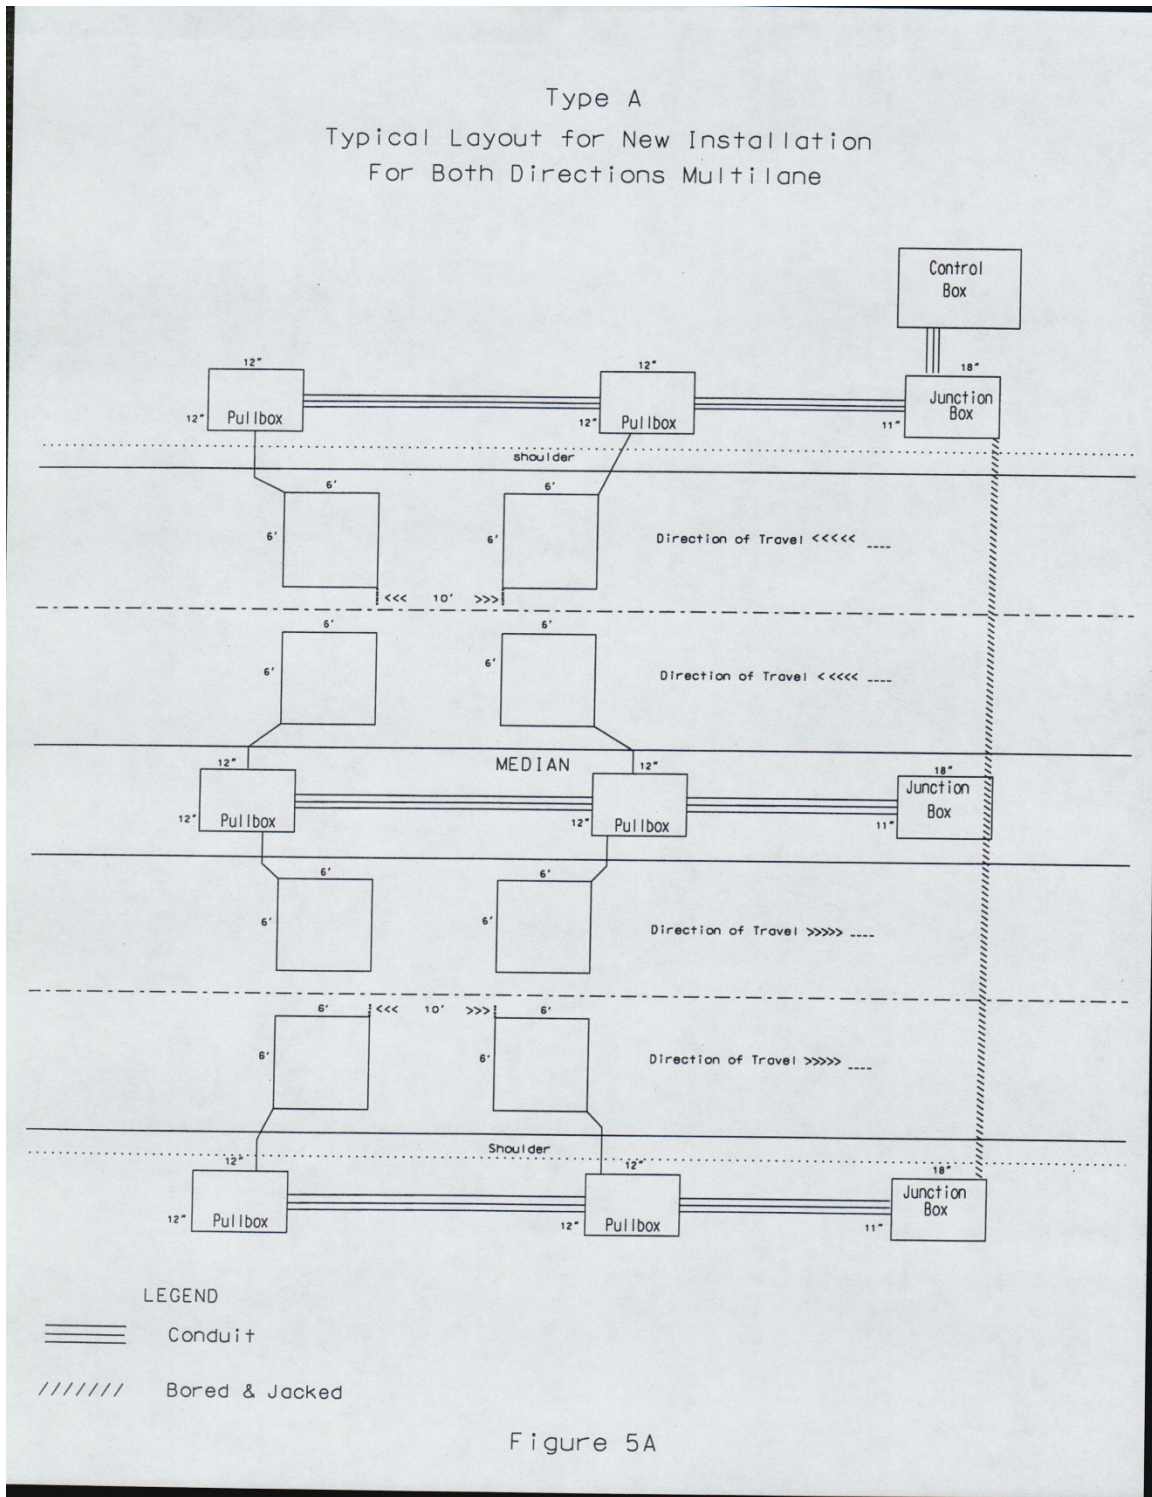 Type A
Typical Layout for New Installation
For Both Directions Multilane
Control
Box
12" 12" 18"
12" Pullbox 12" Pullbox 11" Junction
Box
shoulder
6' 6'
6' 6' Direction of Travel <<<<< ____
<<< 10' >>>
6' 6'
6' 6' Direction of Travel <<<<< ____
12" MEDIAN 12" 18"
12" Pullbox 12" Pullbox 11" Junction
Box
6' 6'
6' 6' Direction of Travel >>>>> ____
6' <<< 10' >>> 6'
6' 6' Direction of Travel >>>>> ____
Shoulder
12" 12" 18"
12" Pullbox 12" Pullbox 11" Junction
Box
LEGEND
Conduit
/////// Bored & Jacked
Figure 5A